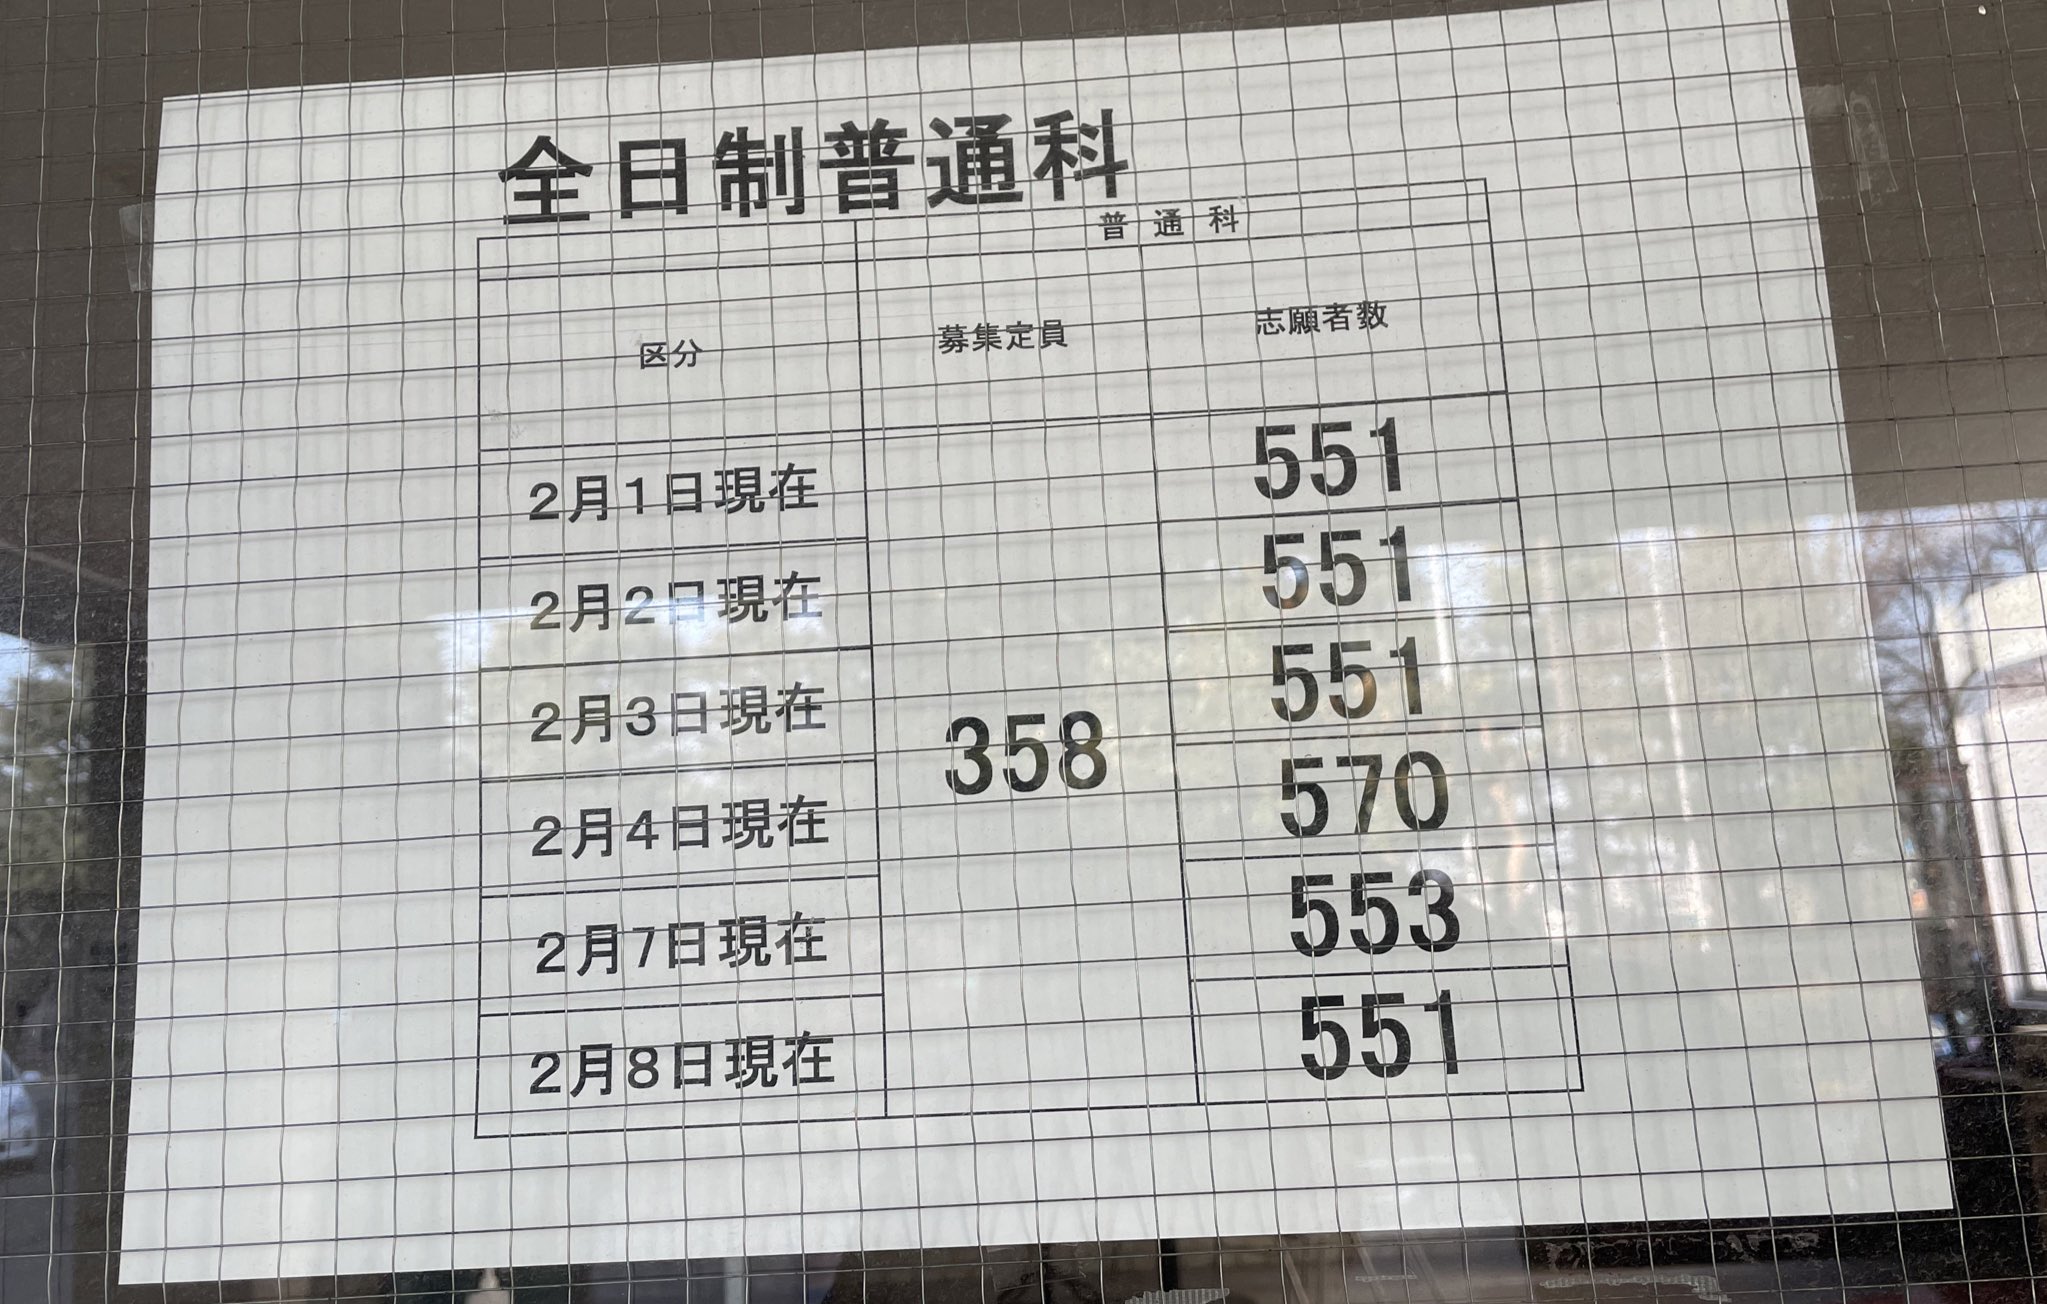 全日制普通科
普通科
区分 募集定員 志願者数
2月1日現在 551
2月2日現在 551
2月3日現在 551
358
2月4日現在 570
2月7日現在 553
2月8日現在 551